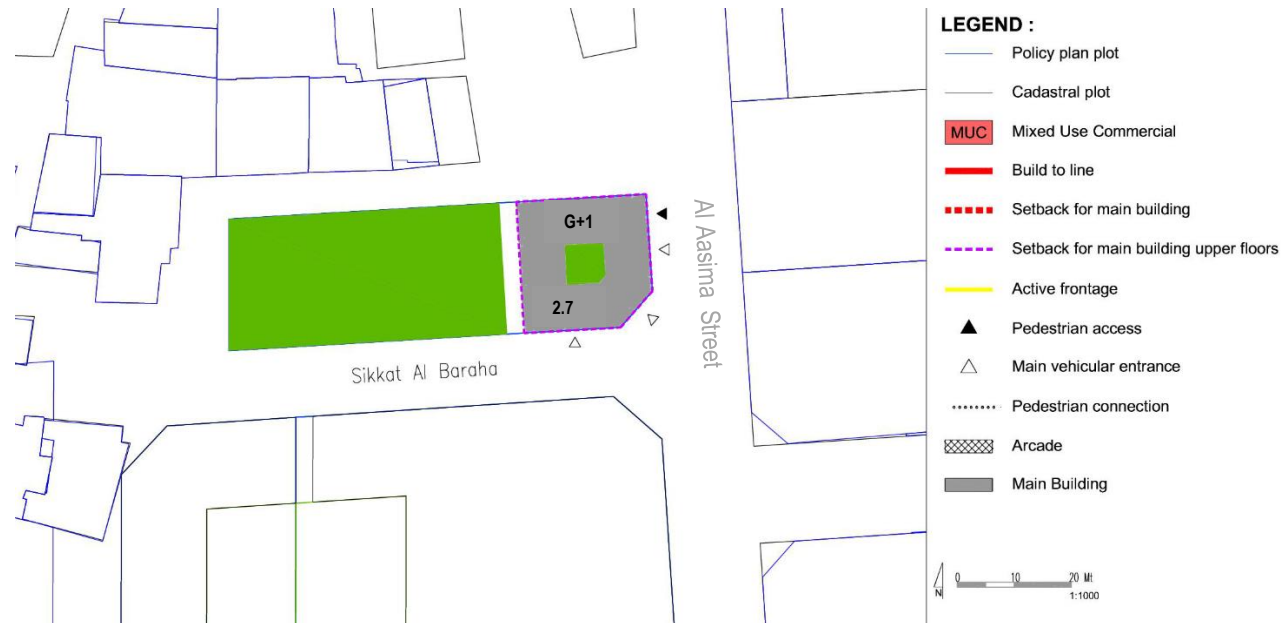 G+1
2.7
Al Aasima Street
Sikkat Al Baraha
LEGEND :
Policy plan plot
Cadastral plot
MUC Mixed Use Commercial
Build to line
Setback for main building
Setback for main building upper floors
Active frontage
Pedestrian access
Main vehicular entrance
Pedestrian connection
Arcade
Main Building
N 0 10 20 Mt
1:1000